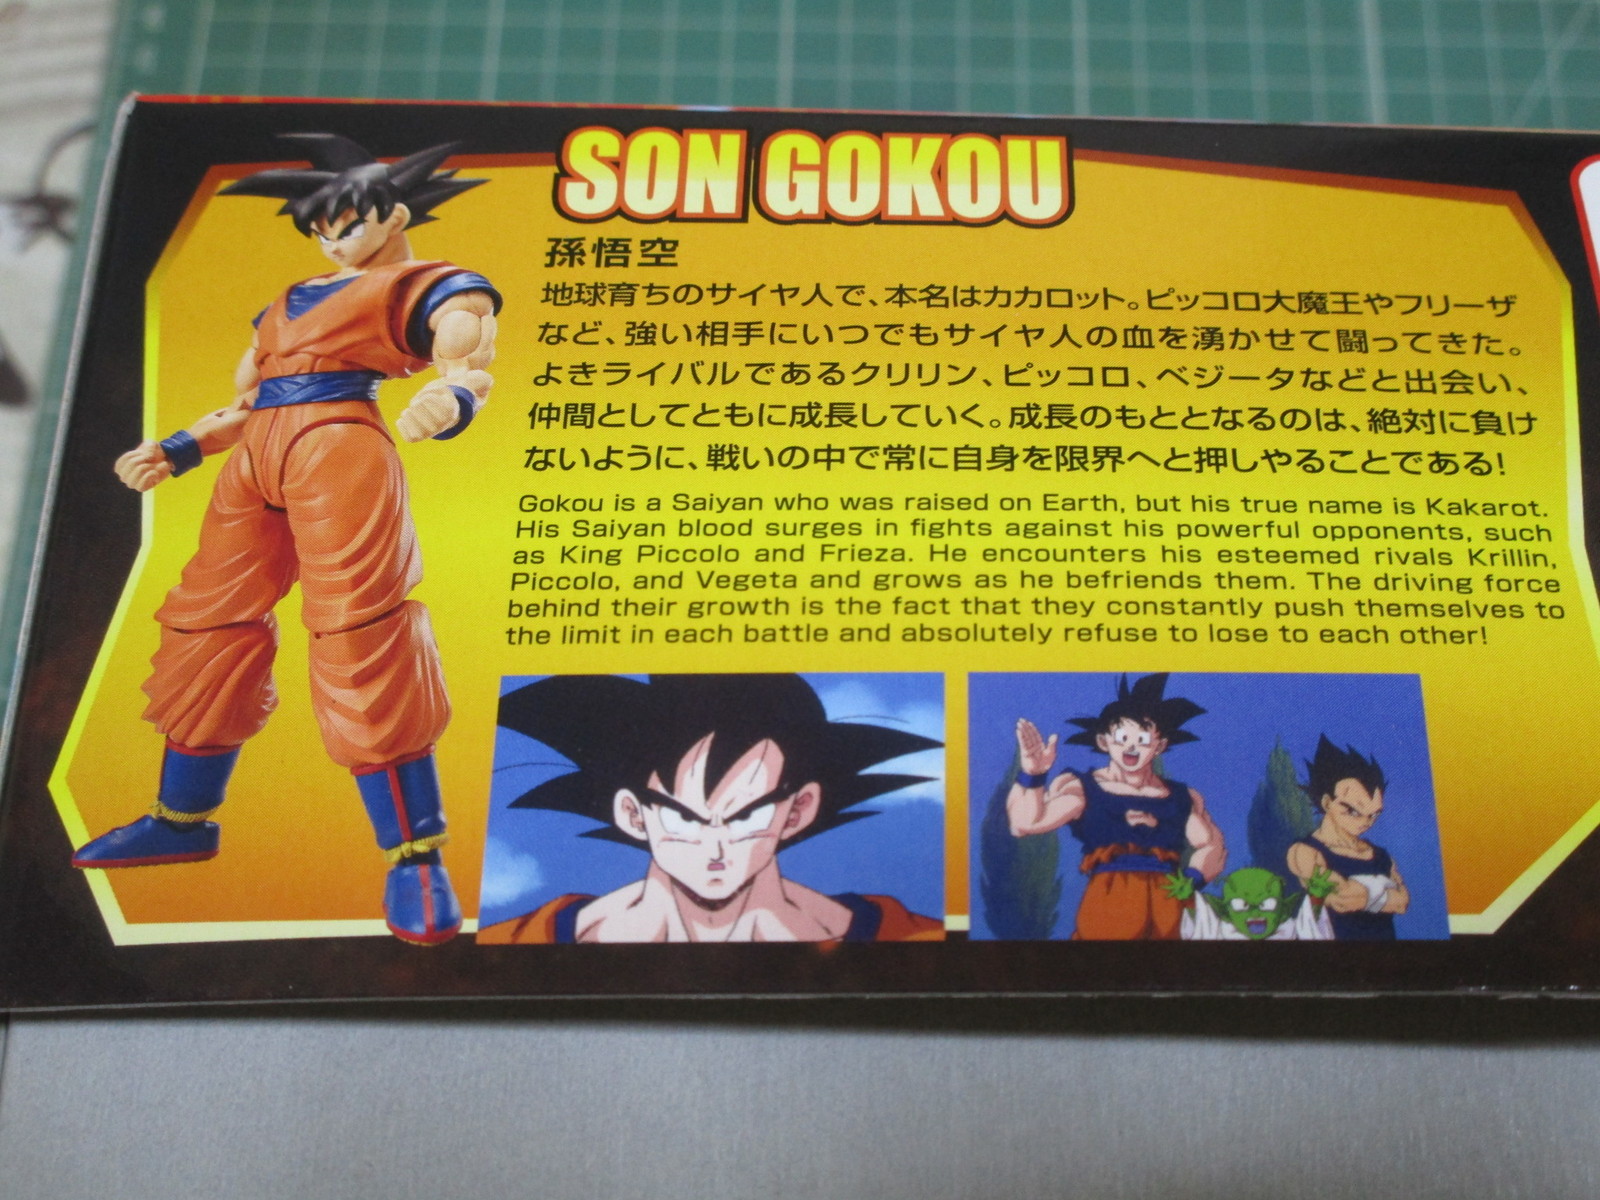 SON GOKOU
孫悟空
地球育ちのサイヤ人で、本名はカカロット。ピッコロ大魔王やフリーザ
など、強い相手にいつでもサイヤ人の血を湧かせて闘ってきた。
よきライバルであるクリリン、ピッコロ、ベジータなどと出会い、
仲間としてともに成長していく。成長のもととなるのは、絶対に負け
ないように、戦いの中で常に自身を限界へと押しやることである!
Gokou is a Saiyan who was raised on Earth, but his true name is Kakarot.
His Saiyan blood surges in fights against his powerful opponents, such
as King Piccolo and Frieza. He encounters his esteemed rivals Krillin,
Piccolo, and Vegeta and grows as he befriends them. The driving force
behind their growth is the fact that they constantly push themselves to
the limit in each battle and absolutely refuse to lose to each other!